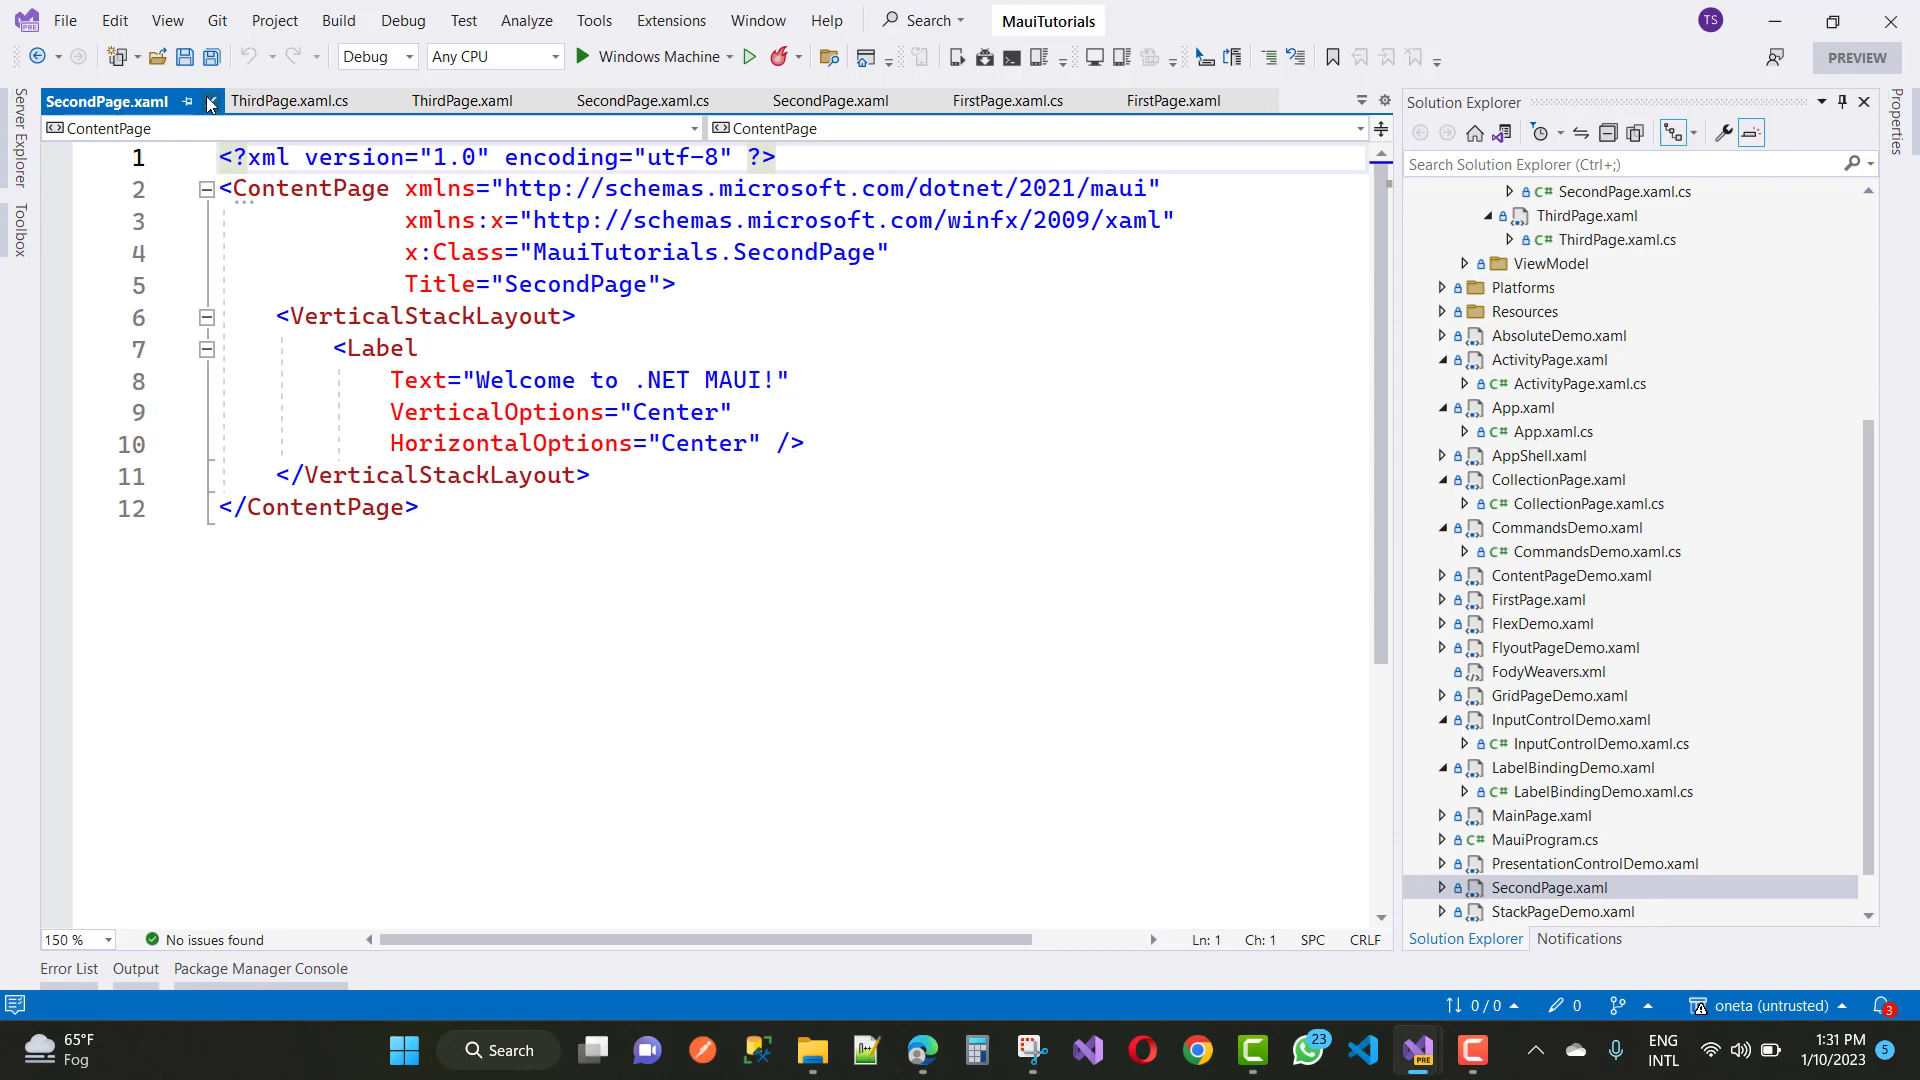 File Edit View Git Project Build Debug Test Analyze Tools Extensions Window Help Search MauiTutorials TS
Debug Any CPU Windows Machine PREVIEW
SecondPage.xaml ThirdPage.xaml.cs ThirdPage.xaml SecondPage.xaml.cs SecondPage.xaml FirstPage.xaml.cs FirstPage.xaml
ContentPage ContentPage
1 <?xml version="1.0" encoding="utf-8" ?>
2 <ContentPage xmlns="http://schemas.microsoft.com/dotnet/2021/maui"
3 xmlns:x="http://schemas.microsoft.com/winfx/2009/xaml"
4 x:Class="MauiTutorials.SecondPage"
5 Title="SecondPage">
6 <VerticalStackLayout>
7 <Label
8 Text="Welcome to .NET MAUI!"
9 VerticalOptions="Center"
10 HorizontalOptions="Center" />
11 </VerticalStackLayout>
12 </ContentPage>
Server Explorer
Toolbox
Solution Explorer
Search Solution Explorer (Ctrl+;)
C# SecondPage.xaml.cs
ThirdPage.xaml
C# ThirdPage.xaml.cs
ViewModel
Platforms
Resources
AbsoluteDemo.xaml
ActivityPage.xaml
C# ActivityPage.xaml.cs
App.xaml
C# App.xaml.cs
AppShell.xaml
CollectionPage.xaml
C# CollectionPage.xaml.cs
CommandsDemo.xaml
C# CommandsDemo.xaml.cs
ContentPageDemo.xaml
FirstPage.xaml
FlexDemo.xaml
FlyoutPageDemo.xaml
FodyWeavers.xml
GridPageDemo.xaml
InputControlDemo.xaml
C# InputControlDemo.xaml.cs
LabelBindingDemo.xaml
C# LabelBindingDemo.xaml.cs
MainPage.xaml
C# MauiProgram.cs
PresentationControlDemo.xaml
SecondPage.xaml
StackPageDemo.xaml
Solution Explorer Notifications
Properties
150 % No issues found Ln: 1 Ch: 1 SPC CRLF
Error List Output Package Manager Console
0 / 0 0 oneta (untrusted) 3
65°F
Fog
Search
23
PRE
ENG
INTL
1:31 PM
1/10/2023
5